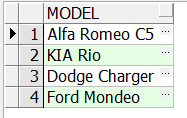 MODEL
1 Alfa Romeo C5 ...
2 KIA Rio ...
3 Dodge Charger ...
4 Ford Mondeo ...